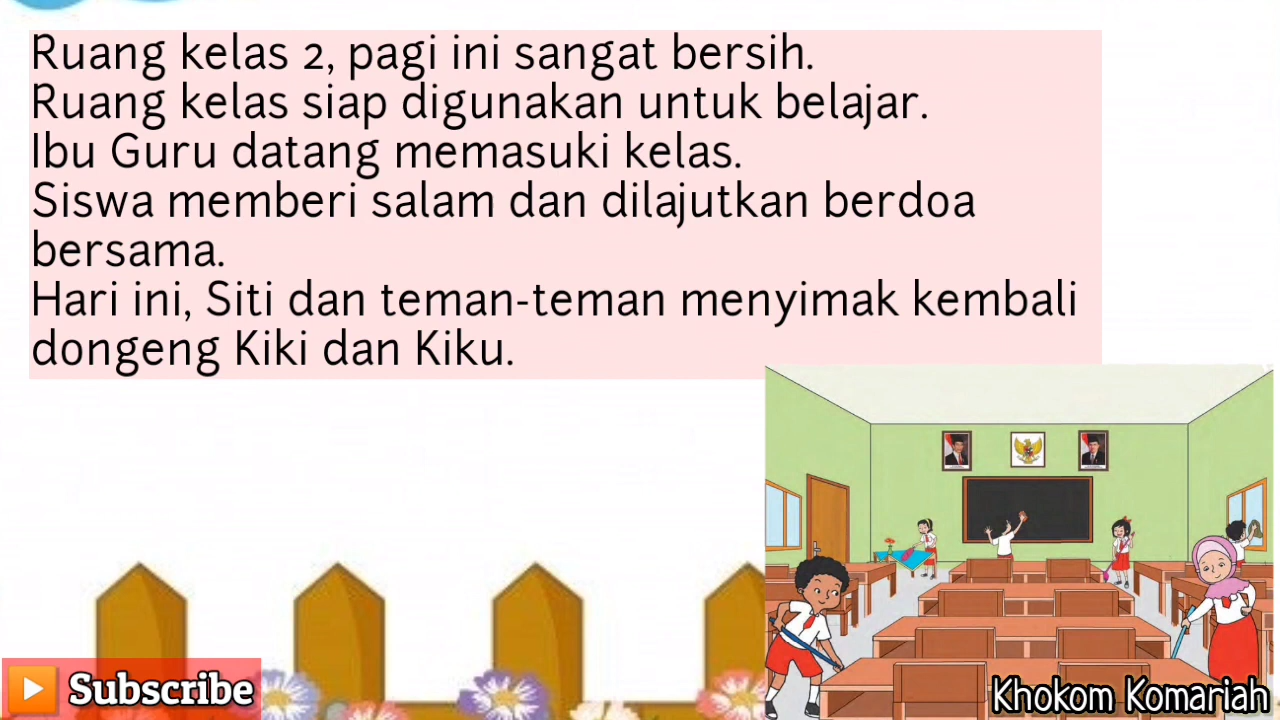 Ruang kelas 2, pagi ini sangat bersih.
Ruang kelas siap digunakan untuk belajar.
Ibu Guru datang memasuki kelas.
Siswa memberi salam dan dilajutkan berdoa
bersama.
Hari ini, Siti dan teman-teman menyimak kembali
dongeng Kiki dan Kiku.
Subscribe
Khokom Komariah